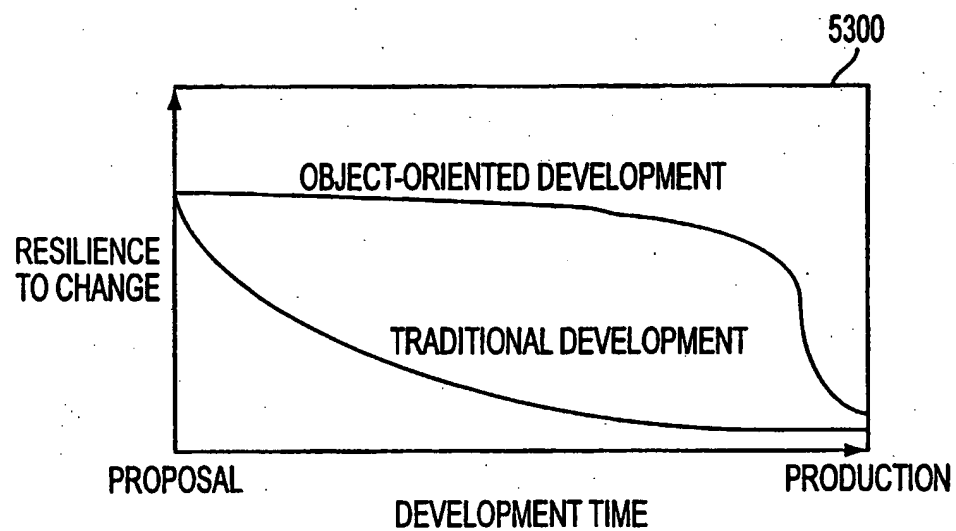 5300
OBJECT-ORIENTED DEVELOPMENT
RESILIENCE
TO CHANGE
TRADITIONAL DEVELOPMENT
PROPOSAL
PRODUCTION
DEVELOPMENT TIME